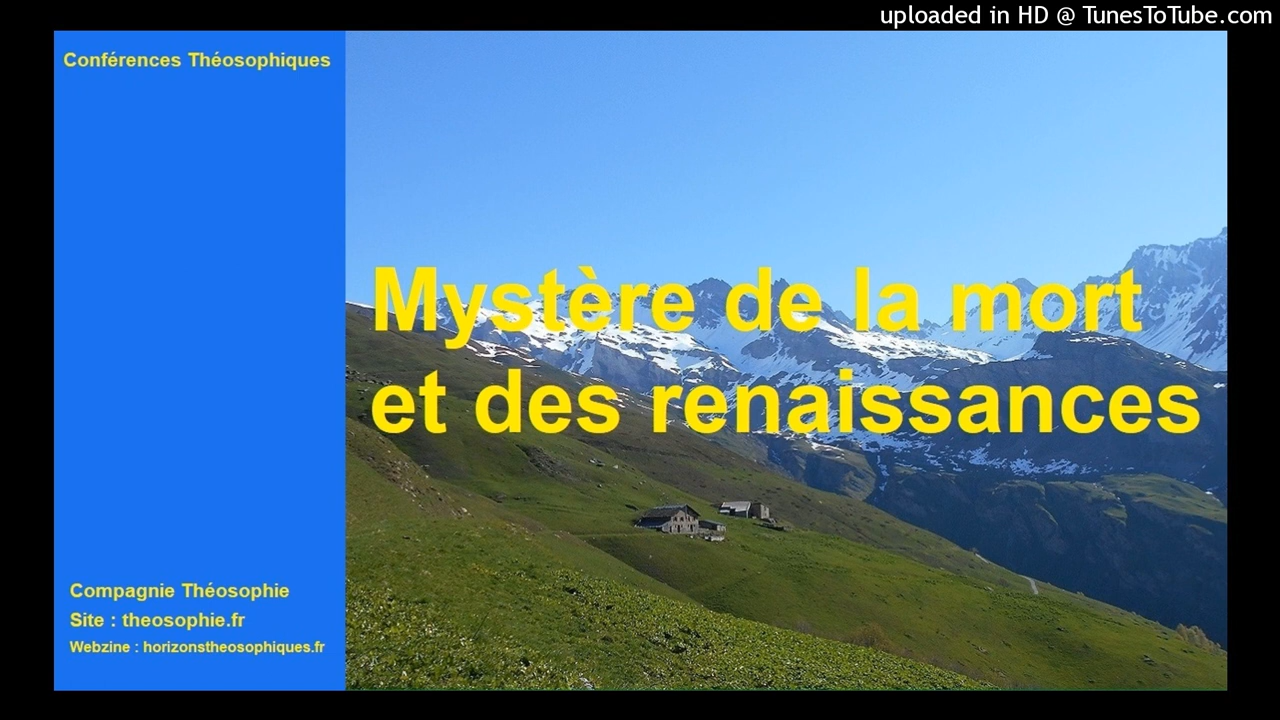 uploaded in HD @ TunesToTube.com
Conférences Théosophiques
Mystère de la mort
et des renaissances
Compagnie Théosophie
Site : theosophie.fr
Webzine : horizonstheosophiques.fr